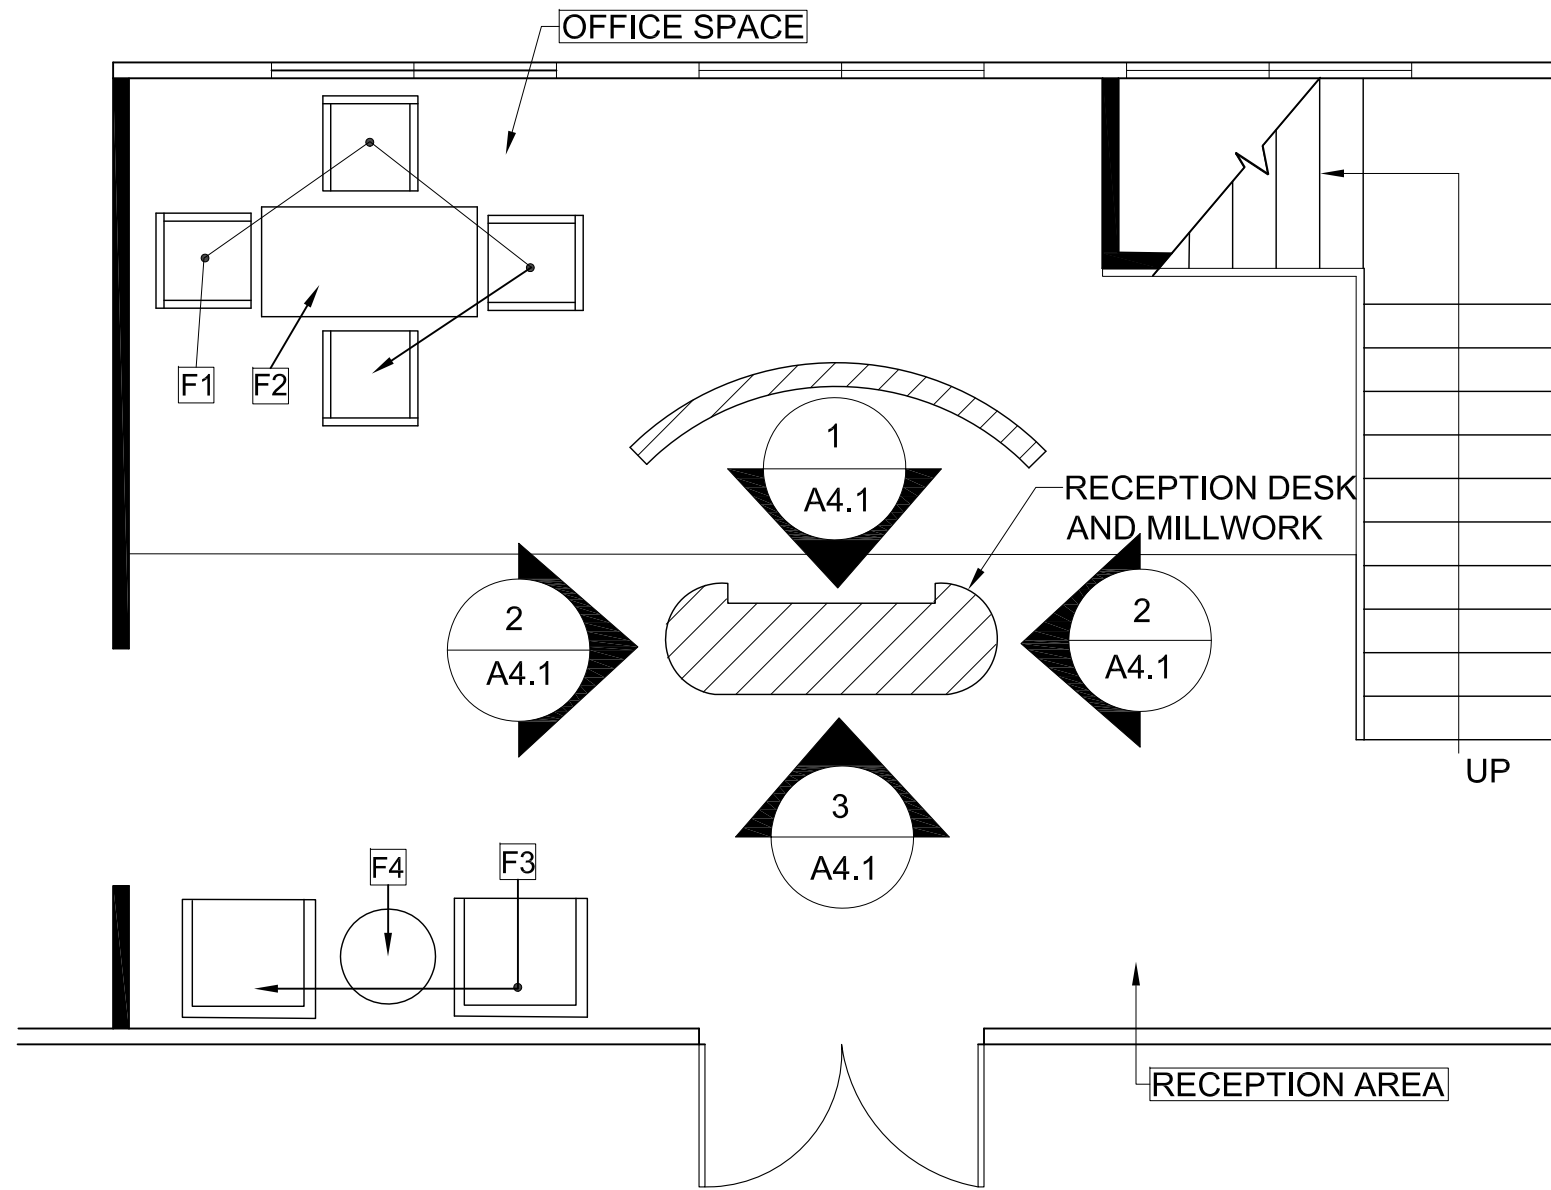 OFFICE SPACE
F1
F2
1
A4.1
RECEPTION DESK
AND MILLWORK
2
A4.1
2
A4.1
UP
3
A4.1
F4
F3
RECEPTION AREA